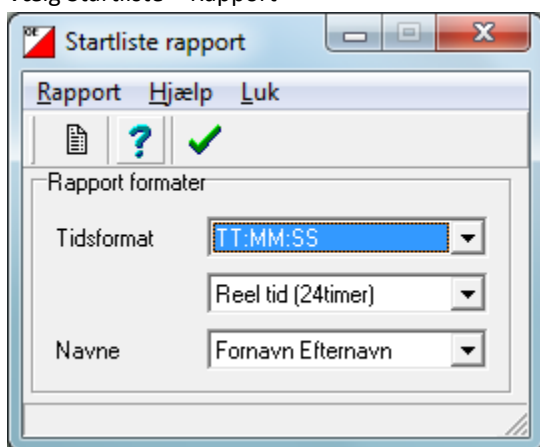 Startliste rapport
Rapport Hjælp Luk
Rapport formater
Tidsformat TT:MM:SS
Reel tid (24timer)
Navne Fornavn Efternavn